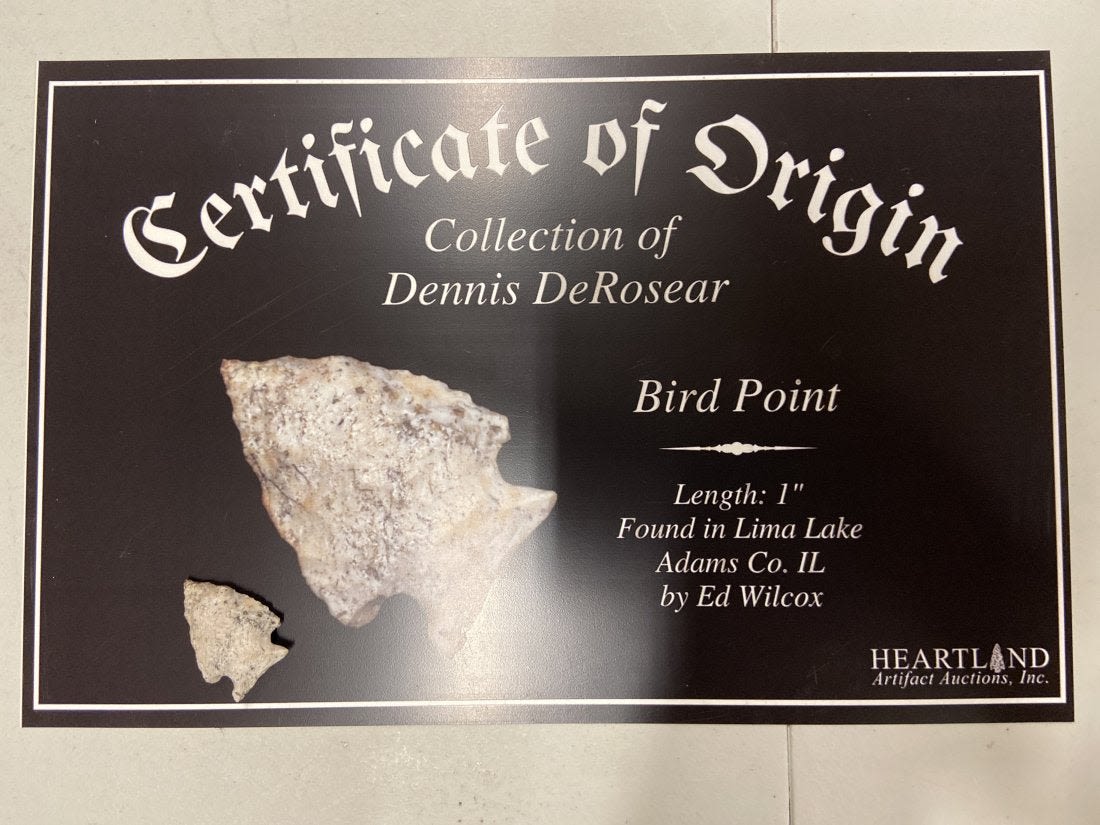 Certificate of Origin
Collection of
Dennis DeRosear
Bird Point
Length: 1"
Found in Lima Lake
Adams Co. IL
by Ed Wilcox
HEARTLAND
Artifact Auctions, Inc.